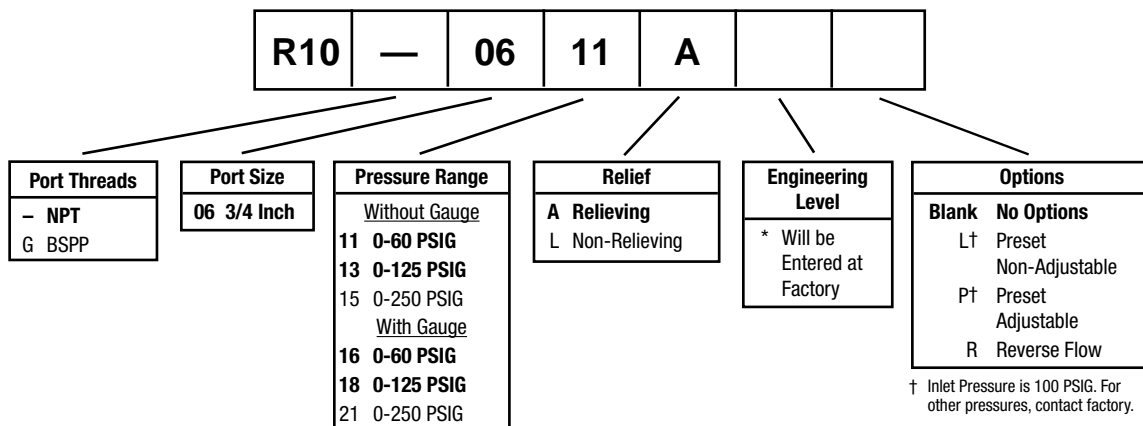 R10 — 06 11 A
Port Threads
– NPT
G BSPP
Port Size
06 3/4 Inch
Pressure Range
Without Gauge
11 0-60 PSIG
13 0-125 PSIG
15 0-250 PSIG
With Gauge
16 0-60 PSIG
18 0-125 PSIG
21 0-250 PSIG
Relief
A Relieving
L Non-Relieving
Engineering
Level
* Will be
Entered at
Factory
Options
Blank No Options
L† Preset
Non-Adjustable
P† Preset
Adjustable
R Reverse Flow
† Inlet Pressure is 100 PSIG. For
other pressures, contact factory.